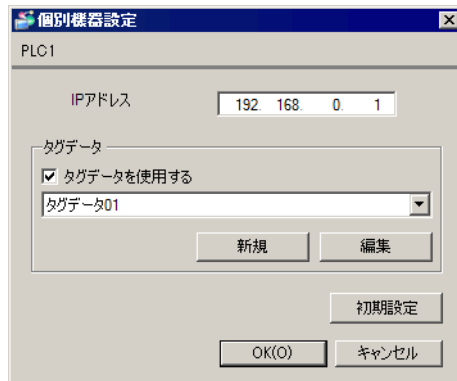 個別機器設定
PLC1
IPアドレス 192. 168. 0. 1
タグデータ
タグデータを使用する
タグデータ01
新規 編集
初期設定
OK(O) キャンセル